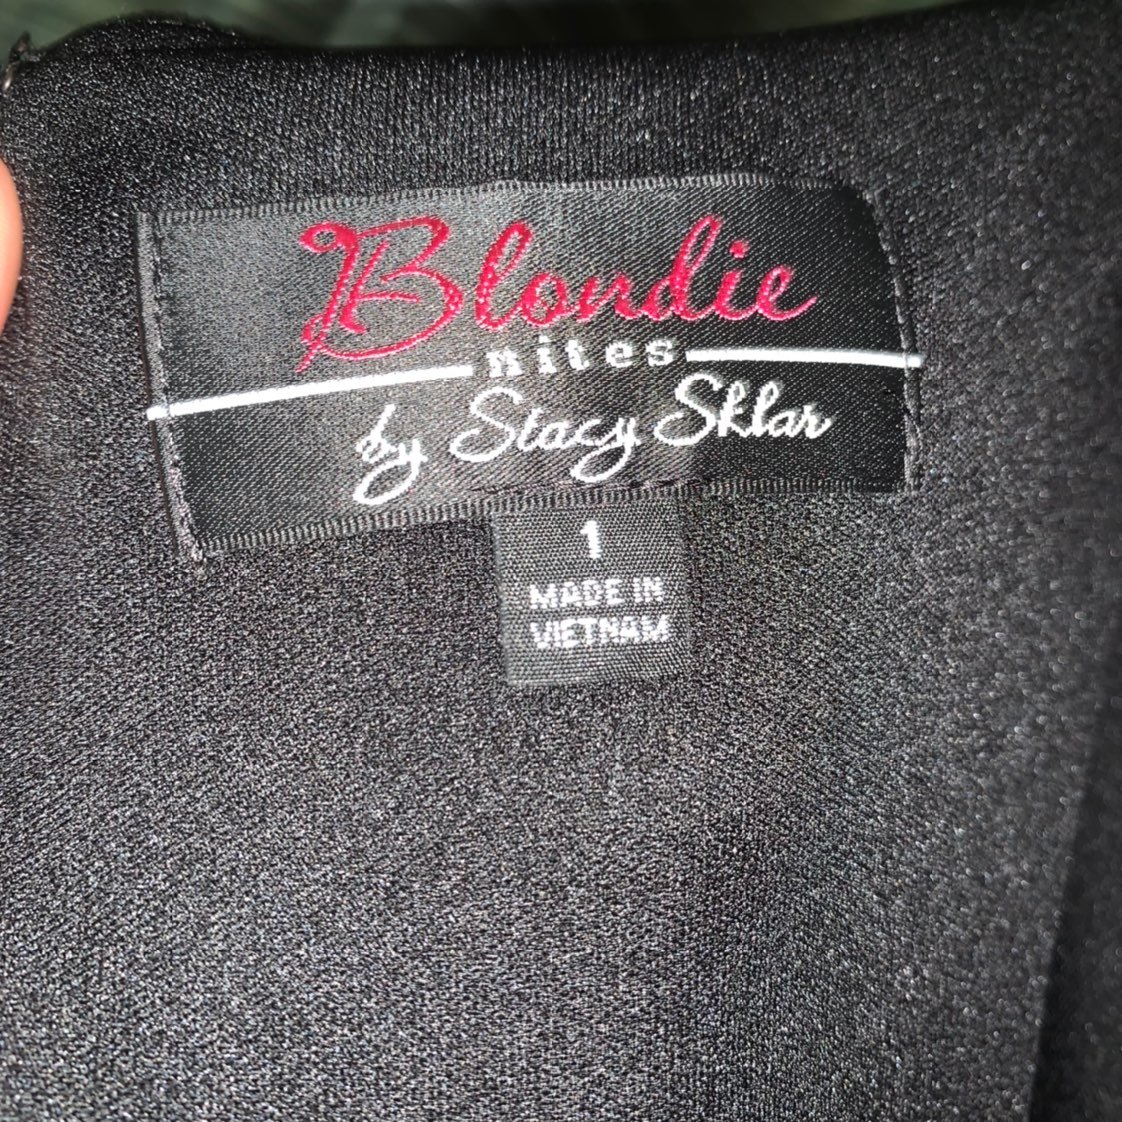 Blondie
nites
by Stacy Sklar
1
MADE IN
VIETNAM